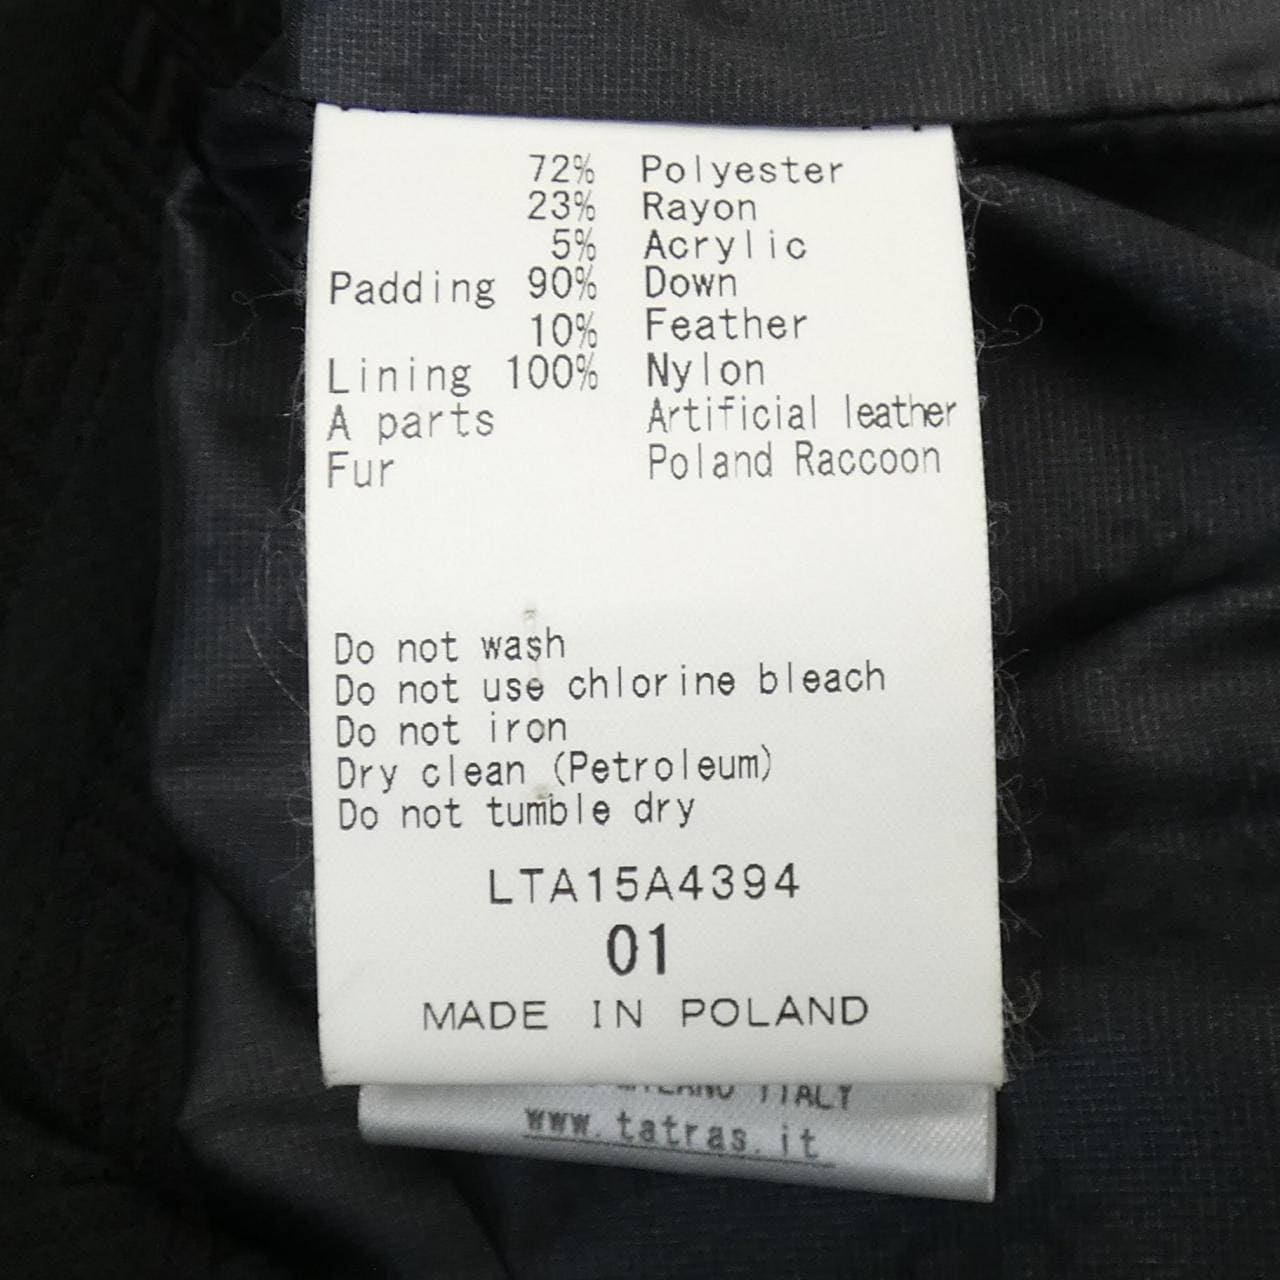 72% Polyester
23% Rayon
5% Acrylic
Padding 90% Down
10% Feather
Lining 100% Nylon
A parts Artificial leather
Fur Poland Raccoon
Do not wash
Do not use chlorine bleach
Do not iron
Dry clean (Petroleum)
Do not tumble dry
LTA15A4394
01
MADE IN POLAND
ITALY
www.tatras.it